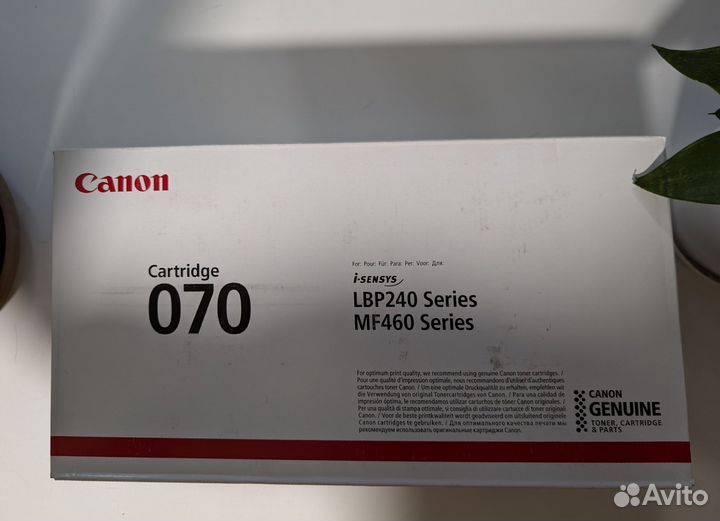 Canon
Cartridge
070
For: Pour: Für: Para: Per: Voor: Для:
i-SENSYS
LBP240 Series
MF460 Series
For optimum print quality, we recommend using genuine Canon toner cartridges. /
Pour une qualité d'impression optimale, nous recommandons d'utiliser d'authentiques
cartouches toner Canon. / Um eine optimale Druckqualität zu erhalten, empfehlen wir
die Verwendung von original Tonercartridges von Canon. / Para una calidad de
impresión óptima, le recomendamos utilizar cartuchos de tóner Canon originales. /
Per una qualità di stampa ottimale, si consiglia di utilizzare cartucce di toner originali
Canon. / Voor de beste printkwaliteit wordt geadviseerd om uitsluitend originele
Canon cartridges te gebruiken. / Для оптимального качества печати мы
рекомендуем использовать оригинальные картриджи Canon.
CANON
GENUINE
TONER, CARTRIDGE
& PARTS
Avito